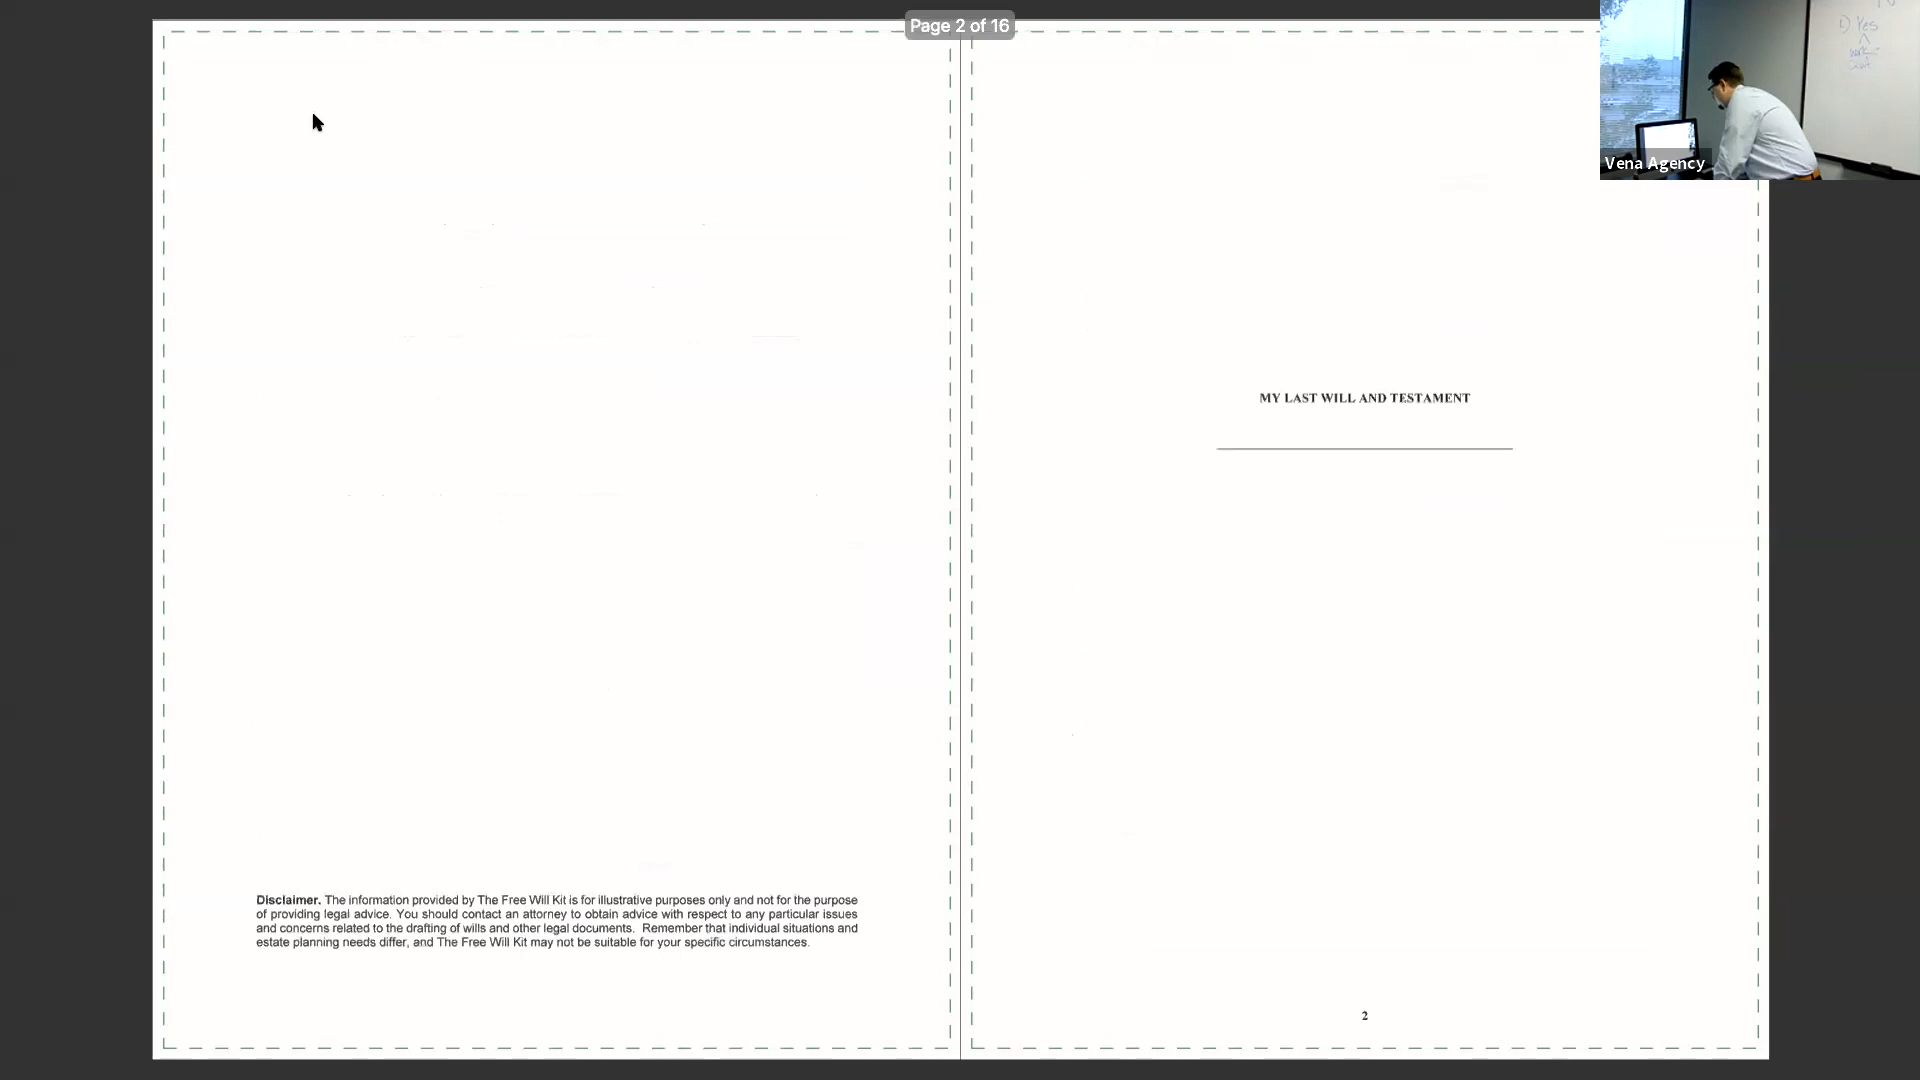 Page 2 of 16
1) Yes
Vena Agency
MY LAST WILL AND TESTAMENT
Disclaimer. The information provided by The Free Will Kit is for illustrative purposes only and not for the purpose
of providing legal advice. You should contact an attorney to obtain advice with respect to any particular issues
and concerns related to the drafting of wills and other legal documents. Remember that individual situations and
estate planning needs differ, and The Free Will Kit may not be suitable for your specific circumstances.
2